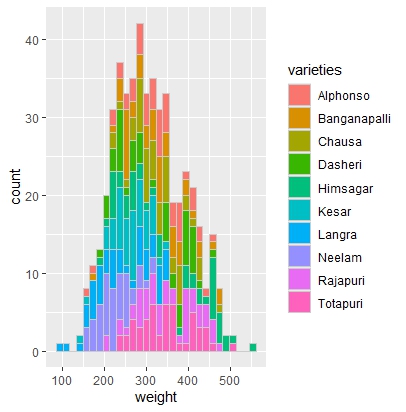 40
30
20
10
0
count
100 200 300 400 500
weight
varieties
Alphonso
Banganapalli
Chausa
Dasheri
Himsagar
Kesar
Langra
Neelam
Rajapuri
Totapuri